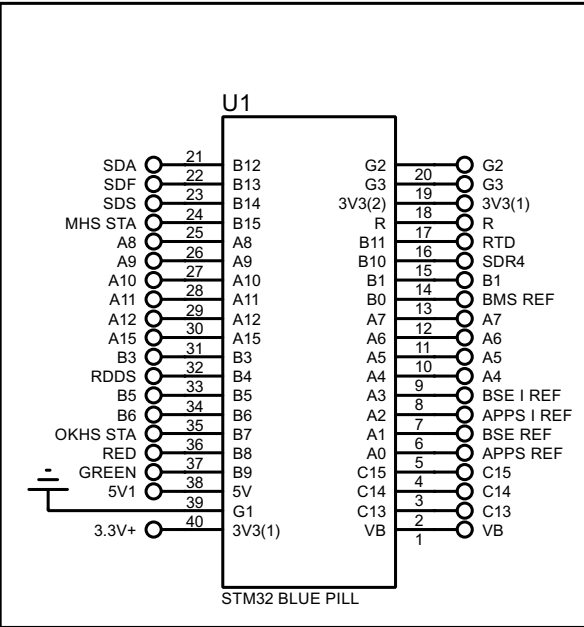 U1
SDA 21 B12 G2 20 G2
SDF 22 B13 G3 19 G3
SDS 23 B14 3V3(2) 18 3V3(1)
MHS STA 24 B15 R 17 R
A8 25 A8 B11 16 RTD
A9 26 A9 B10 15 SDR4
A10 27 A10 B1 14 B1
A11 28 A11 B0 13 BMS REF
A12 29 A12 A7 12 A7
A15 30 A15 A6 11 A6
B3 31 B3 A5 10 A5
RDDS 32 B4 A4 9 A4
B5 33 B5 A3 8 BSE I REF
B6 34 B6 A2 7 APPS I REF
OKHS STA 35 B7 A1 6 BSE REF
RED 36 B8 A0 5 APPS REF
GREEN 37 B9 C15 4 C15
5V1 38 5V C14 3 C14
39 G1 C13 2 C13
3.3V+ 40 3V3(1) VB 1 VB
STM32 BLUE PILL